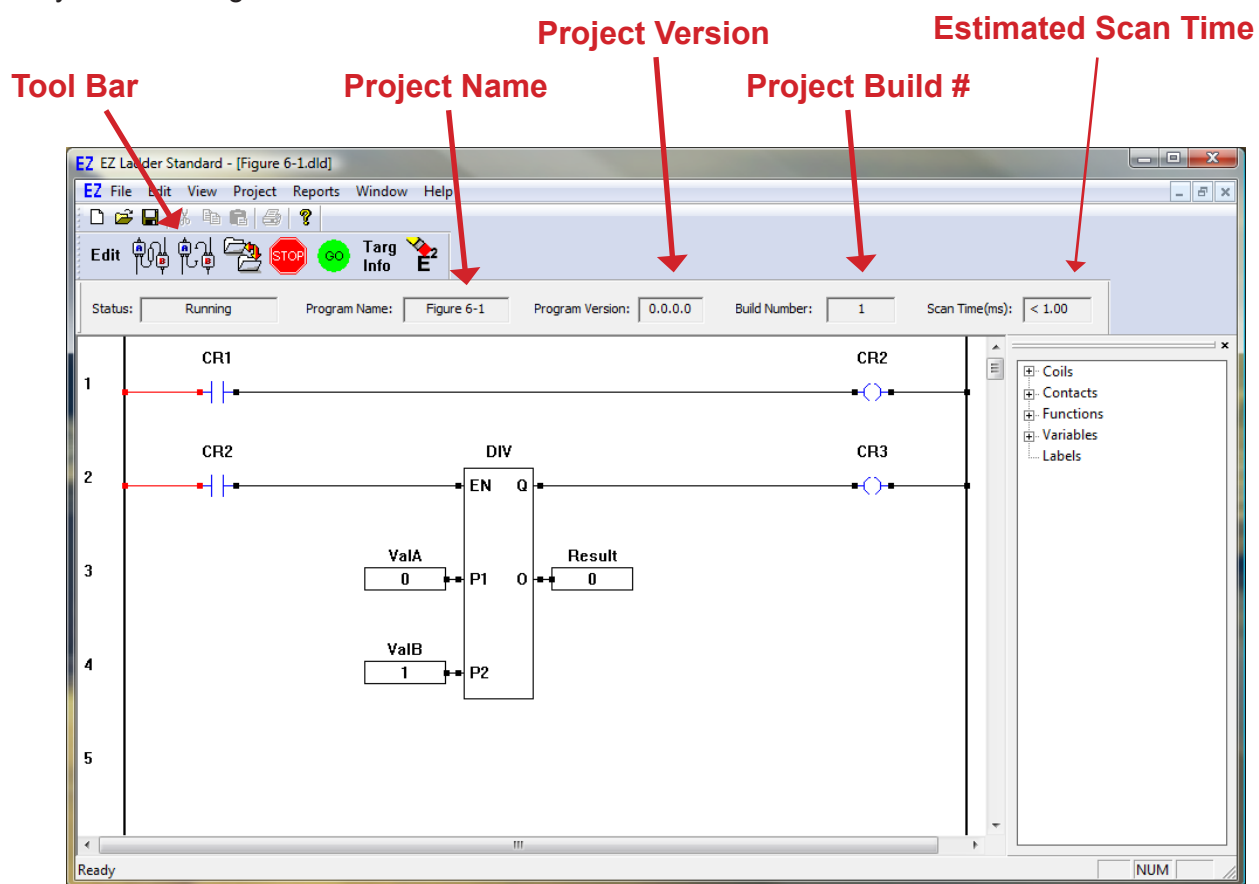 Project Version
Estimated Scan Time
Tool Bar
Project Name
Project Build #
EZ EZ Ladder Standard - [Figure 6-1.dld]
EZ File Edit View Project Reports Window Help
Edit A B A B STOP GO Targ Info E2
Status: Running Program Name: Figure 6-1 Program Version: 0.0.0.0 Build Number: 1 Scan Time(ms): < 1.00
CR1 CR2
1
Coils
Contacts
Functions
Variables
Labels
CR2 DIV CR3
2 EN Q
ValA Result
3 0 P1 O 0
ValB
4 1 P2
5
Ready NUM